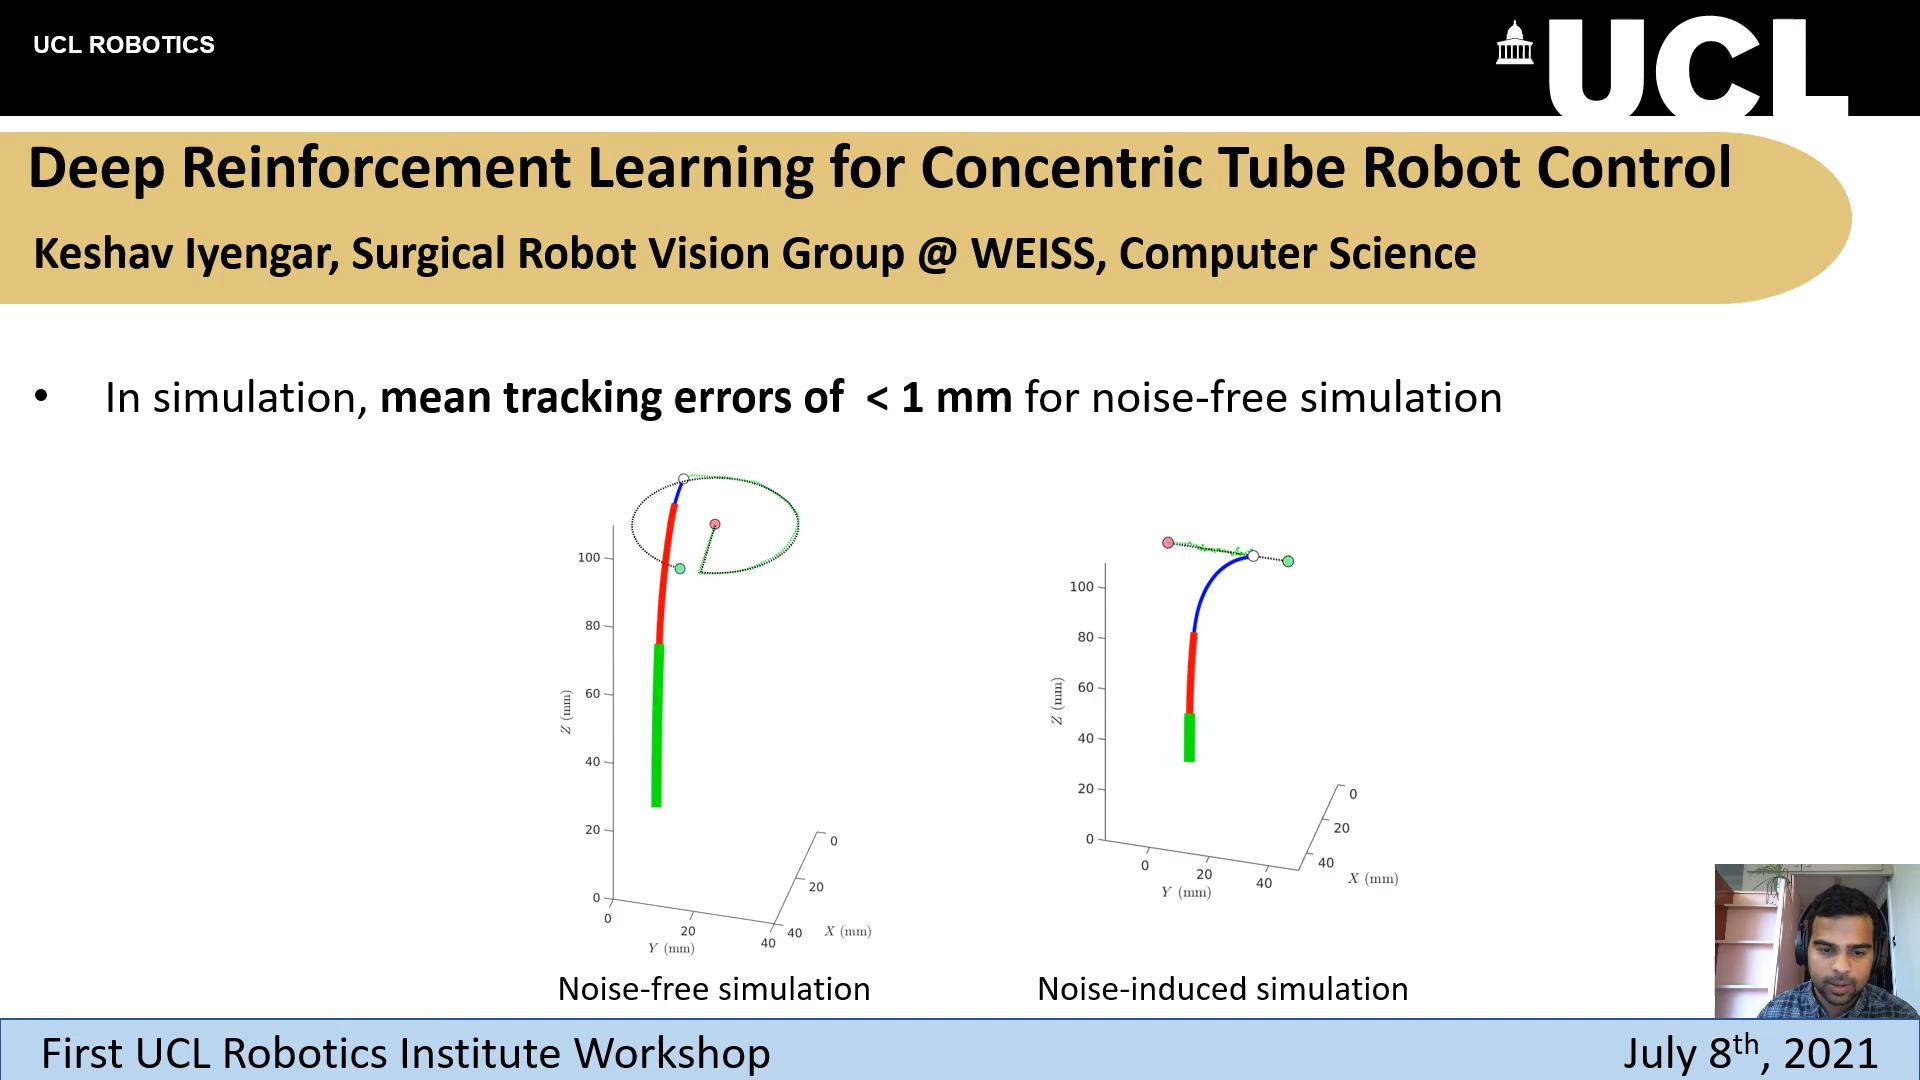 UCL ROBOTICS
UCL
Deep Reinforcement Learning for Concentric Tube Robot Control
Keshav Iyengar, Surgical Robot Vision Group @ WEISS, Computer Science
• In simulation, mean tracking errors of < 1 mm for noise-free simulation
100
80
60
40
20
0
Z (mm)
0
20
40
Y (mm)
0
20
40
X (mm)
Noise-free simulation
100
80
60
40
20
0
Z (mm)
0
20
40
Y (mm)
0
20
40
X (mm)
Noise-induced simulation
First UCL Robotics Institute Workshop
July 8th, 2021